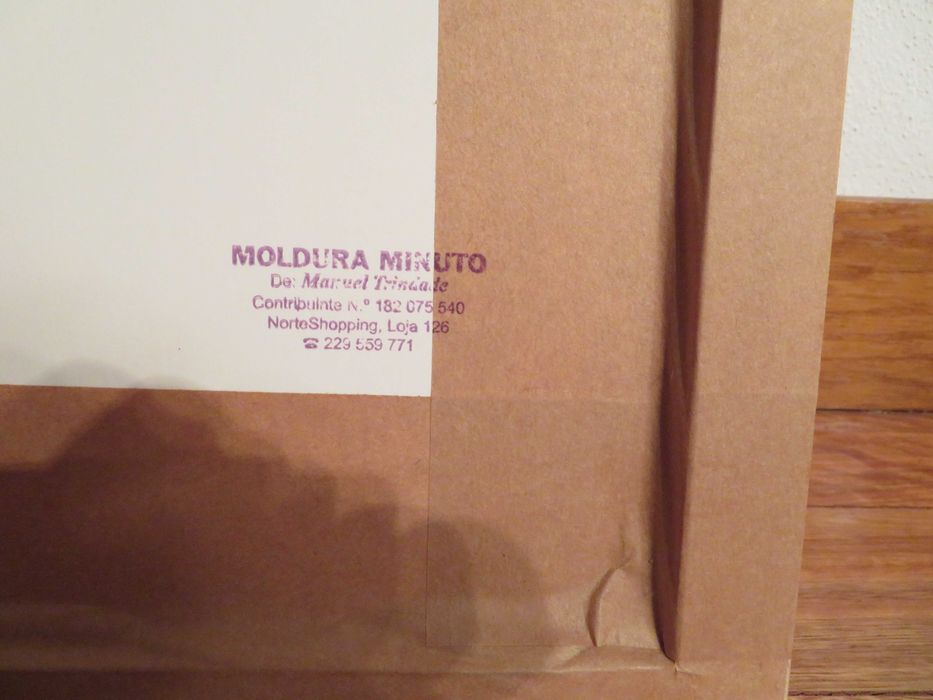 MOLDURA MINUTO
De: Manuel Trindade
Contribuinte N.º 182 075 540
NorteShopping, Loja 126
☎ 229 559 771